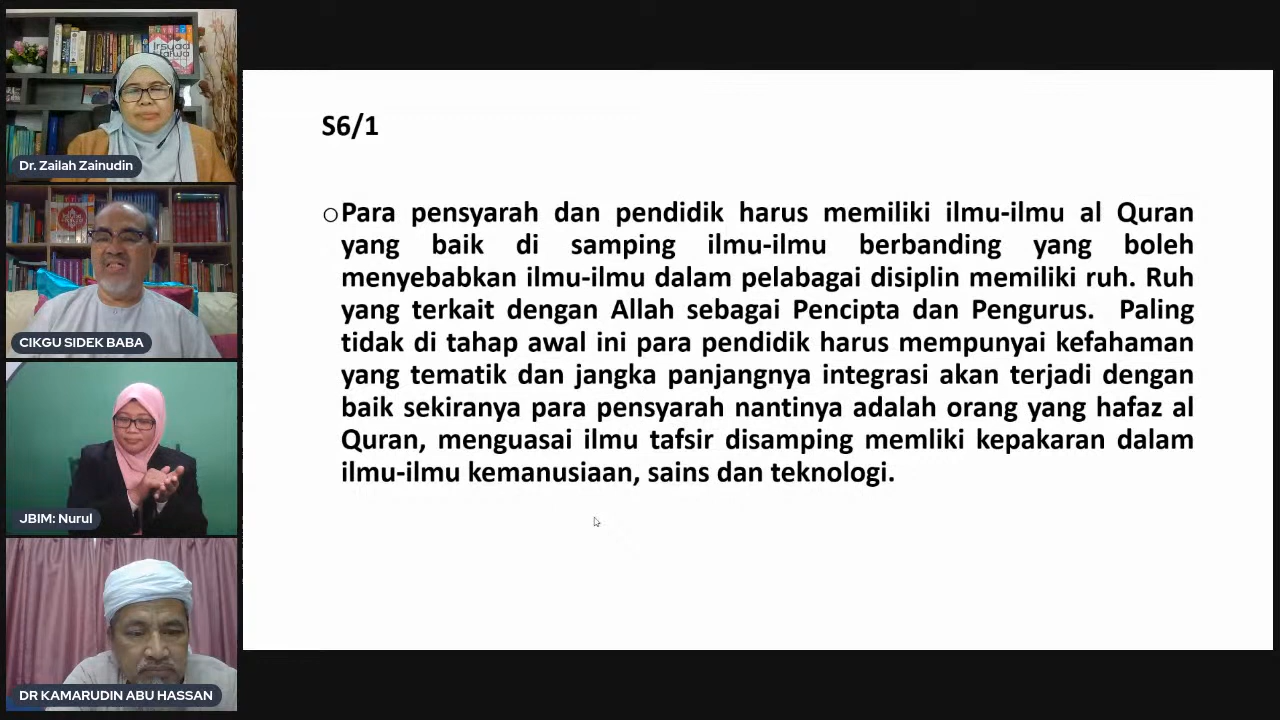 Dr. Zailah Zainudin
CIKGU SIDEK BABA
JBIM: Nurul
DR KAMARUDIN ABU HASSAN
S6/1
○Para pensyarah dan pendidik harus memiliki ilmu-ilmu al Quran
yang baik di samping ilmu-ilmu berbanding yang boleh
menyebabkan ilmu-ilmu dalam pelabagai disiplin memiliki ruh. Ruh
yang terkait dengan Allah sebagai Pencipta dan Pengurus. Paling
tidak di tahap awal ini para pendidik harus mempunyai kefahaman
yang tematik dan jangka panjangnya integrasi akan terjadi dengan
baik sekiranya para pensyarah nantinya adalah orang yang hafaz al
Quran, menguasai ilmu tafsir disamping memliki kepakaran dalam
ilmu-ilmu kemanusiaan, sains dan teknologi.